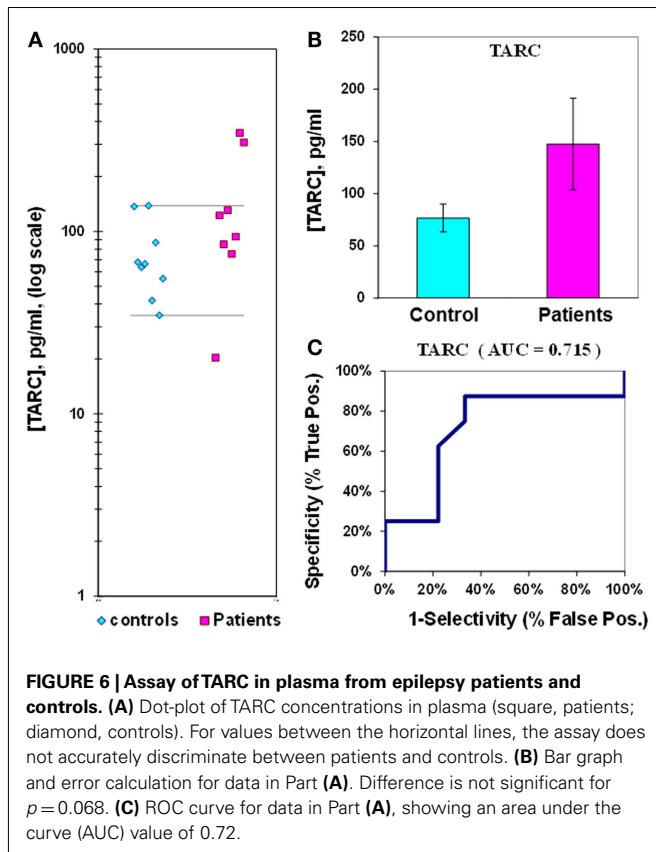 A
1000
100
10
1
[TARC], pg/ml, (log scale)
controls Patients
B
TARC
250
200
150
100
50
0
[TARC], pg/ml
Control Patients
C
TARC ( AUC = 0.715 )
100%
80%
60%
40%
20%
0%
Specificity (% True Pos.)
0% 20% 40% 60% 80% 100%
1-Selectivity (% False Pos.)
FIGURE 6 | Assay of TARC in plasma from epilepsy patients and
controls. (A) Dot-plot of TARC concentrations in plasma (square, patients;
diamond, controls). For values between the horizontal lines, the assay does
not accurately discriminate between patients and controls. (B) Bar graph
and error calculation for data in Part (A). Difference is not significant for
p = 0.068. (C) ROC curve for data in Part (A), showing an area under the
curve (AUC) value of 0.72.